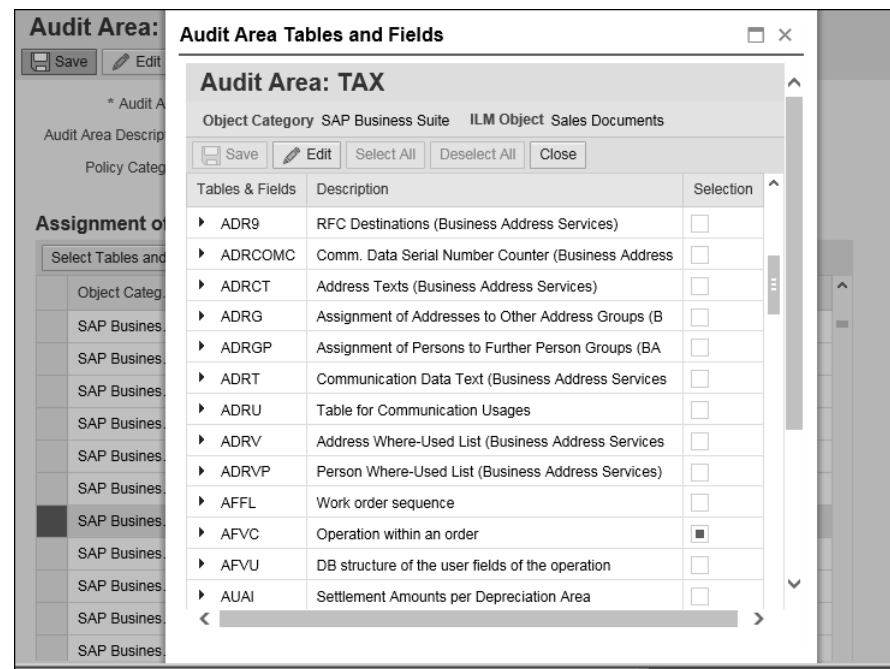 Audit Area:
Save Edit
* Audit A
Audit Area Descrip
Policy Categ
Assignment of
Select Tables and
Object Categ.
SAP Busines.
SAP Busines.
SAP Busines.
SAP Busines.
SAP Busines.
SAP Busines.
SAP Busines.
SAP Busines.
SAP Busines.
SAP Busines.
SAP Busines.
Audit Area Tables and Fields
Audit Area: TAX
Object Category SAP Business Suite ILM Object Sales Documents
Save Edit Select All Deselect All Close
Tables & Fields Description Selection
ADR9 RFC Destinations (Business Address Services)
ADRCOMC Comm. Data Serial Number Counter (Business Address
ADRCT Address Texts (Business Address Services)
ADRG Assignment of Addresses to Other Address Groups (B
ADRGP Assignment of Persons to Further Person Groups (BA
ADRT Communication Data Text (Business Address Services
ADRU Table for Communication Usages
ADRV Address Where-Used List (Business Address Services
ADRVP Person Where-Used List (Business Address Services)
AFFL Work order sequence
AFVC Operation within an order
AFVU DB structure of the user fields of the operation
AUAI Settlement Amounts per Depreciation Area